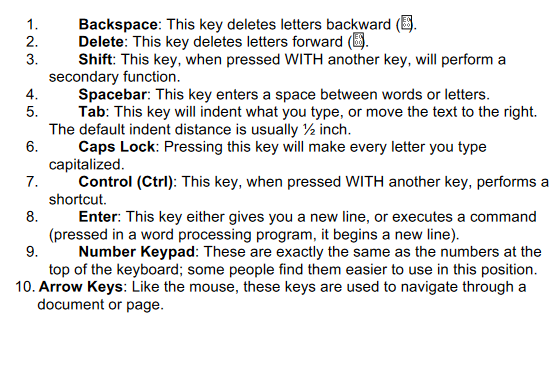 1. Backspace: This key deletes letters backward (.
2. Delete: This key deletes letters forward (.
3. Shift: This key, when pressed WITH another key, will perform a
secondary function.
4. Spacebar: This key enters a space between words or letters.
5. Tab: This key will indent what you type, or move the text to the right.
The default indent distance is usually ½ inch.
6. Caps Lock: Pressing this key will make every letter you type
capitalized.
7. Control (Ctrl): This key, when pressed WITH another key, performs a
shortcut.
8. Enter: This key either gives you a new line, or executes a command
(pressed in a word processing program, it begins a new line).
9. Number Keypad: These are exactly the same as the numbers at the
top of the keyboard; some people find them easier to use in this position.
10. Arrow Keys: Like the mouse, these keys are used to navigate through a
document or page.